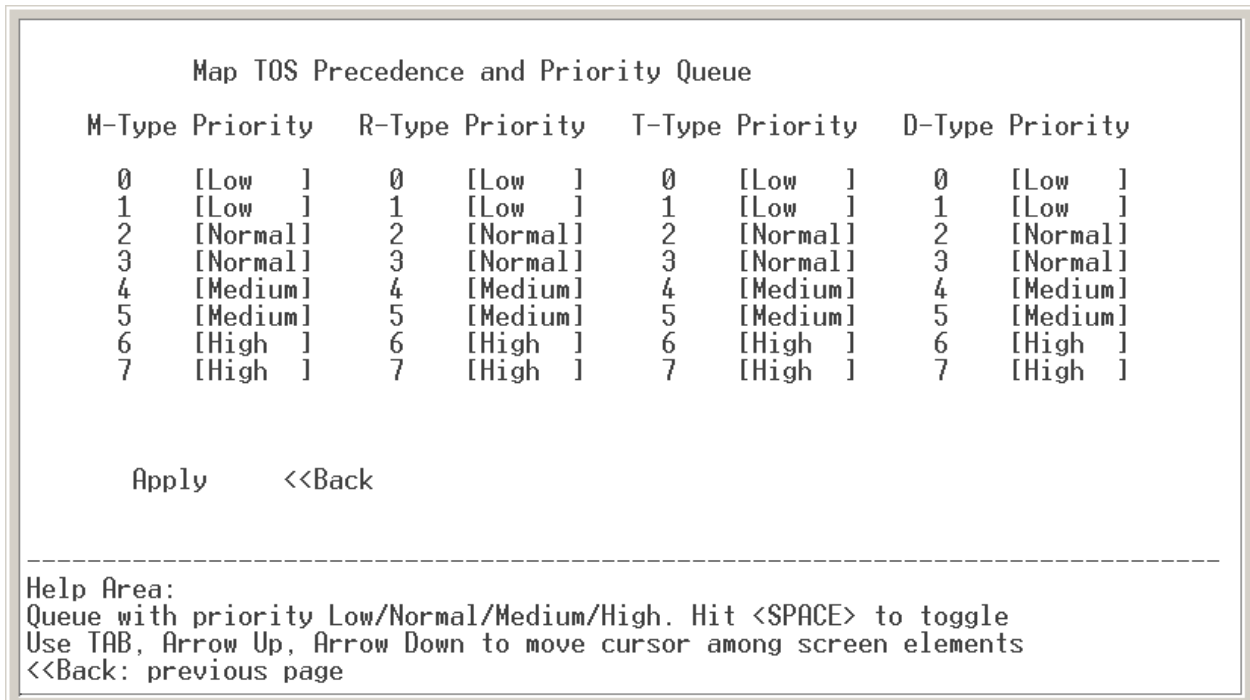 Map TOS Precedence and Priority Queue
M-Type Priority R-Type Priority T-Type Priority D-Type Priority
0 [Low ] 0 [Low ] 0 [Low ] 0 [Low ]
1 [Low ] 1 [Low ] 1 [Low ] 1 [Low ]
2 [Normal] 2 [Normal] 2 [Normal] 2 [Normal]
3 [Normal] 3 [Normal] 3 [Normal] 3 [Normal]
4 [Medium] 4 [Medium] 4 [Medium] 4 [Medium]
5 [Medium] 5 [Medium] 5 [Medium] 5 [Medium]
6 [High ] 6 [High ] 6 [High ] 6 [High ]
7 [High ] 7 [High ] 7 [High ] 7 [High ]
Apply <<Back
Help Area:
Queue with priority Low/Normal/Medium/High. Hit <SPACE> to toggle
Use TAB, Arrow Up, Arrow Down to move cursor among screen elements
<<Back: previous page